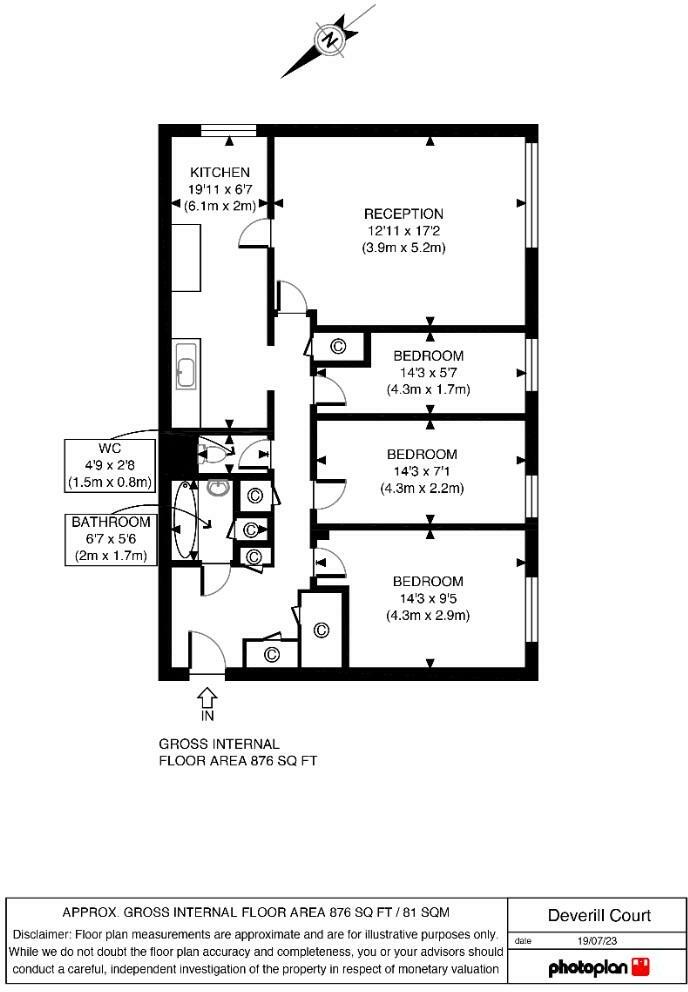 N
KITCHEN
19'11 x 6'7
(6.1m x 2m)
RECEPTION
12'11 x 17'2
(3.9m x 5.2m)
C
BEDROOM
14'3 x 5'7
(4.3m x 1.7m)
WC
4'9 x 2'8
(1.5m x 0.8m)
BEDROOM
14'3 x 7'1
(4.3m x 2.2m)
C
BATHROOM
6'7 x 5'6
(2m x 1.7m)
C
C
BEDROOM
14'3 x 9'5
(4.3m x 2.9m)
C
C
IN
GROSS INTERNAL
FLOOR AREA 876 SQ FT
APPROX. GROSS INTERNAL FLOOR AREA 876 SQ FT / 81 SQM
Disclaimer: Floor plan measurements are approximate and are for illustrative purposes only.
While we do not doubt the floor plan accuracy and completeness, you or your advisors should
conduct a careful, independent investigation of the property in respect of monetary valuation
Deverill Court
date 19/07/23
photoplan